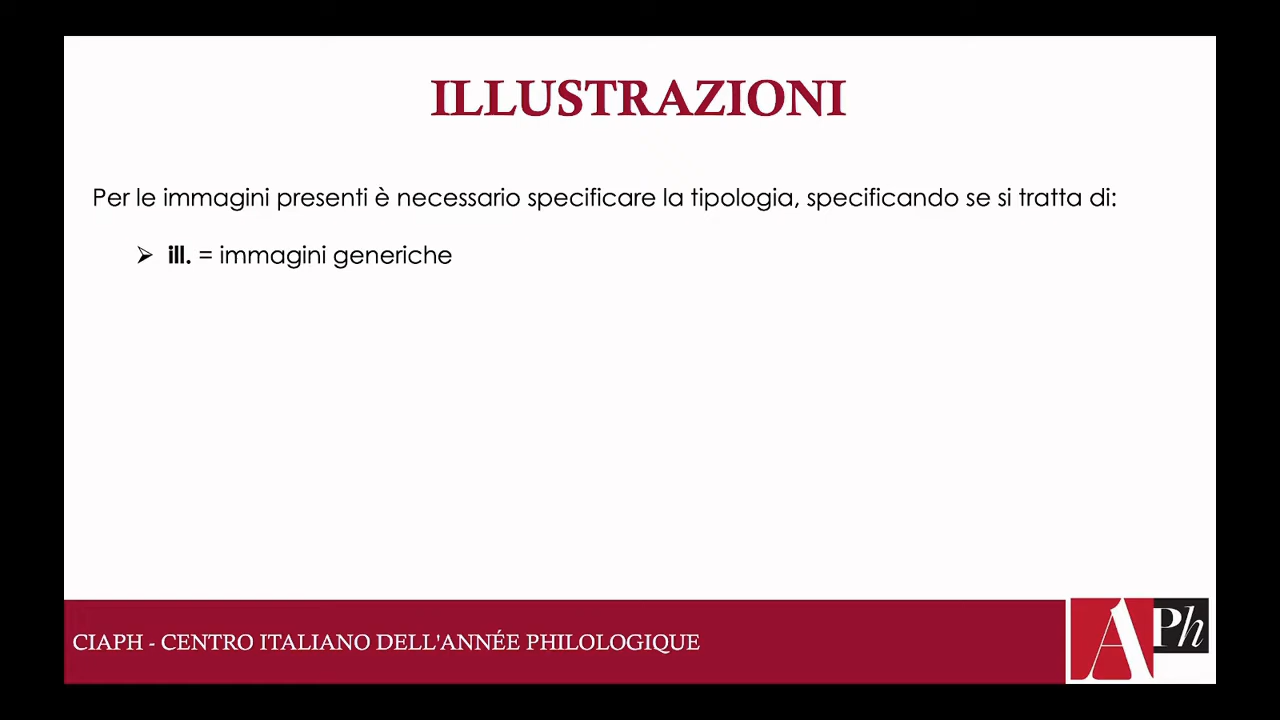 ILLUSTRAZIONI
Per le immagini presenti è necessario specificare la tipologia, specificando se si tratta di:
➢ ill. = immagini generiche
CIAPH - CENTRO ITALIANO DELL'ANNÉE PHILOLOGIQUE
APh